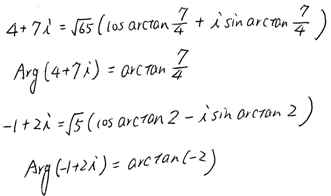 4+7i = √65 (cos arctan 7/4 + i sin arctan 7/4)
Arg(4+7i) = arctan 7/4
-1+2i = √5 (cos arctan 2 - i sin arctan 2)
Arg(-1+2i) = arctan(-2)